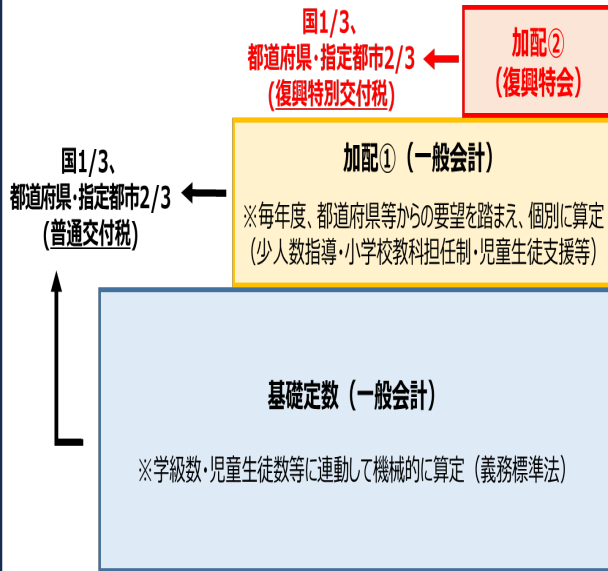 国1/3、
都道府県・指定都市2/3
(復興特別交付税)
加配②
（復興特会）
国1/3、
都道府県・指定都市2/3
(普通交付税)
加配①（一般会計）
※毎年度、都道府県等からの要望を踏まえ、個別に算定
（少人数指導・小学校教科担任制・児童生徒支援等）
基礎定数（一般会計）
※学級数・児童生徒数等に連動して機械的に算定（義務標準法）